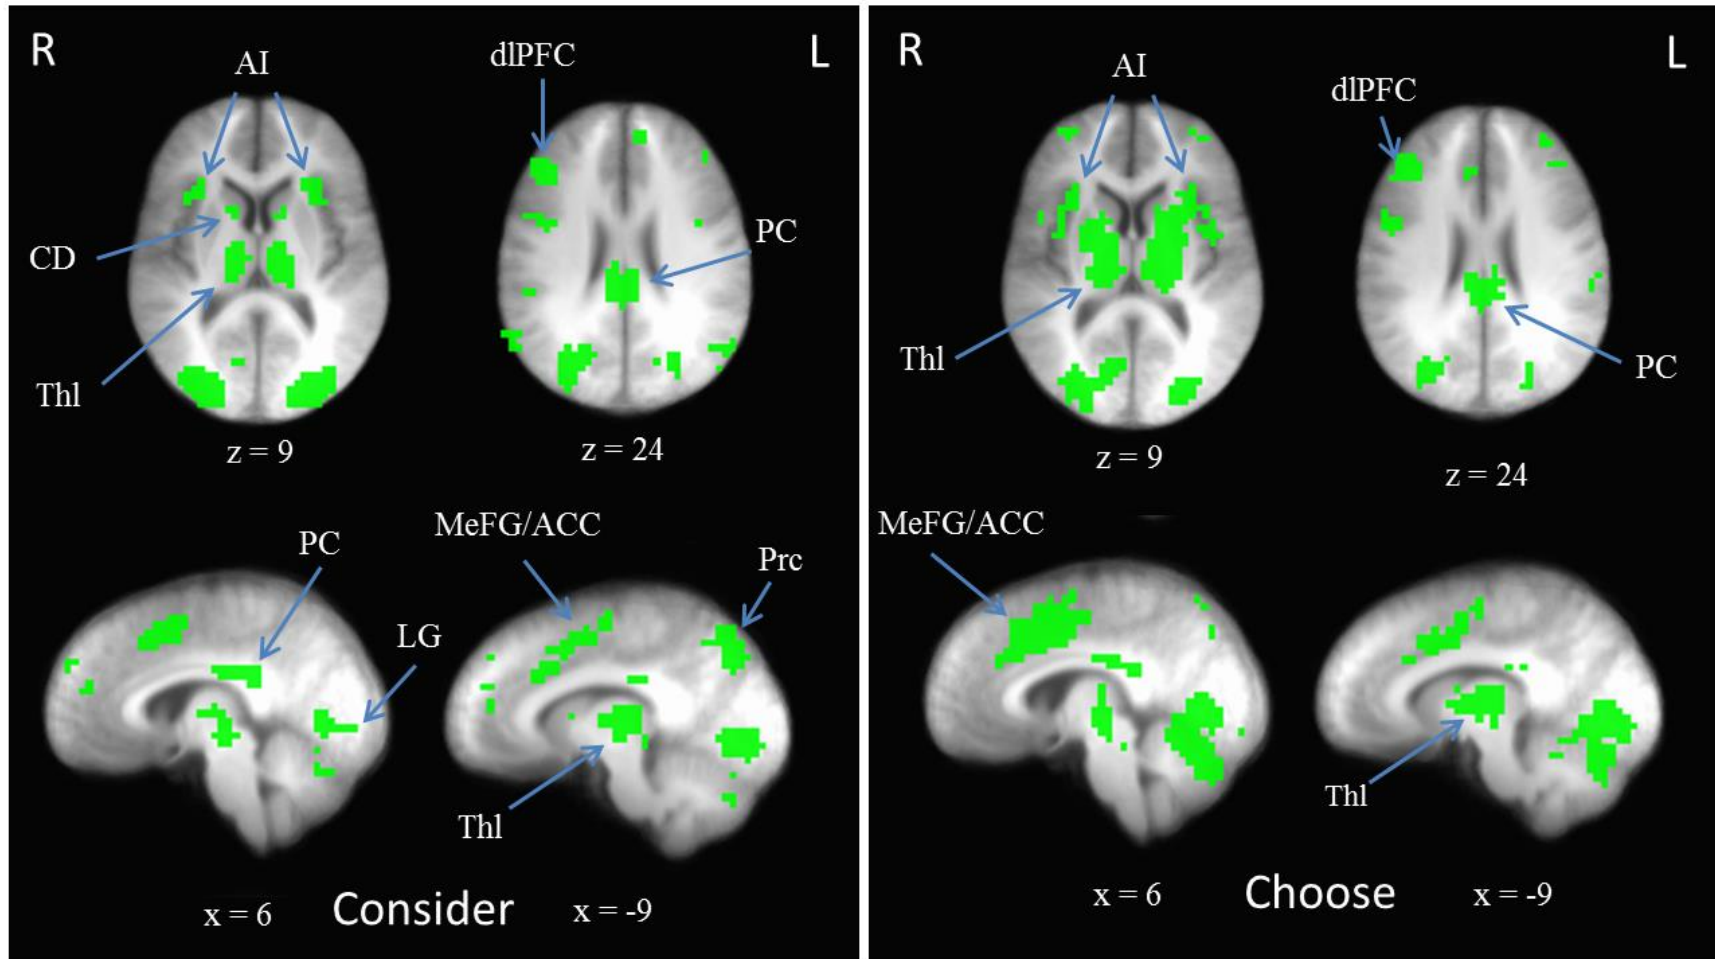 R
AI
dlPFC
L
CD
PC
Thl
z = 9
z = 24
MeFG/ACC
PC
Prc
LG
Thl
x = 6
Consider
x = -9
R
AI
dlPFC
L
Thl
PC
z = 9
z = 24
MeFG/ACC
Thl
x = 6
Choose
x = -9